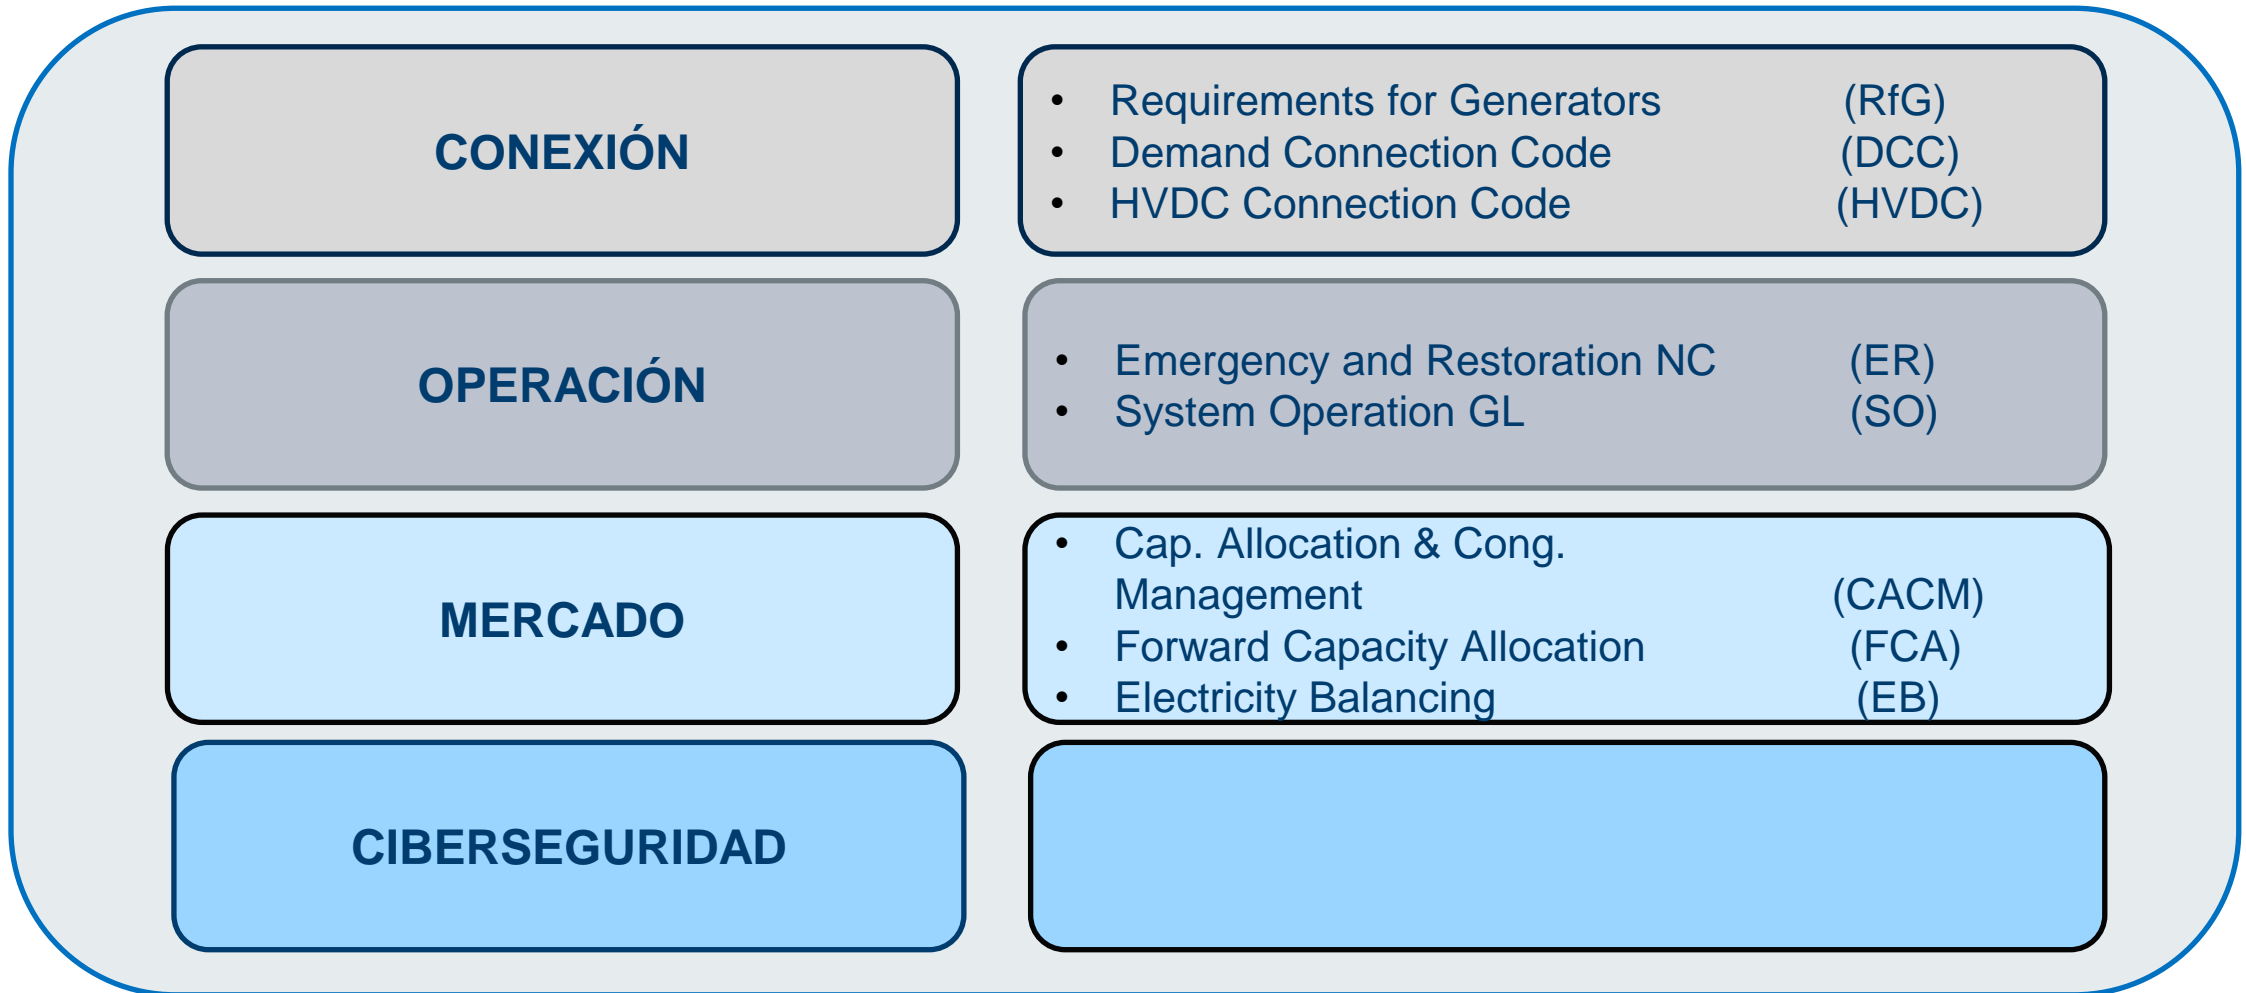 CONEXIÓN
• Requirements for Generators (RfG)
• Demand Connection Code (DCC)
• HVDC Connection Code (HVDC)
OPERACIÓN
• Emergency and Restoration NC (ER)
• System Operation GL (SO)
MERCADO
• Cap. Allocation & Cong.
Management (CACM)
• Forward Capacity Allocation (FCA)
• Electricity Balancing (EB)
CIBERSEGURIDAD